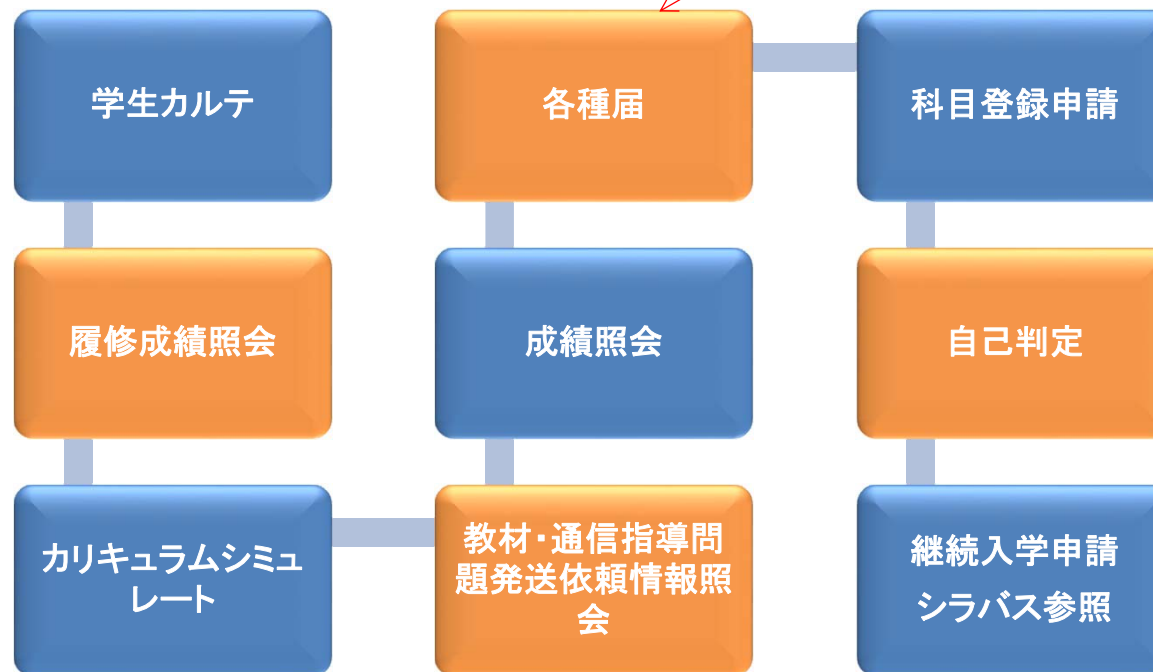 学生カルテ
各種届
科目登録申請
履修成績照会
成績照会
自己判定
カリキュラムシミュ
レート
教材・通信指導問
題発送依頼情報照
会
継続入学申請
シラバス参照